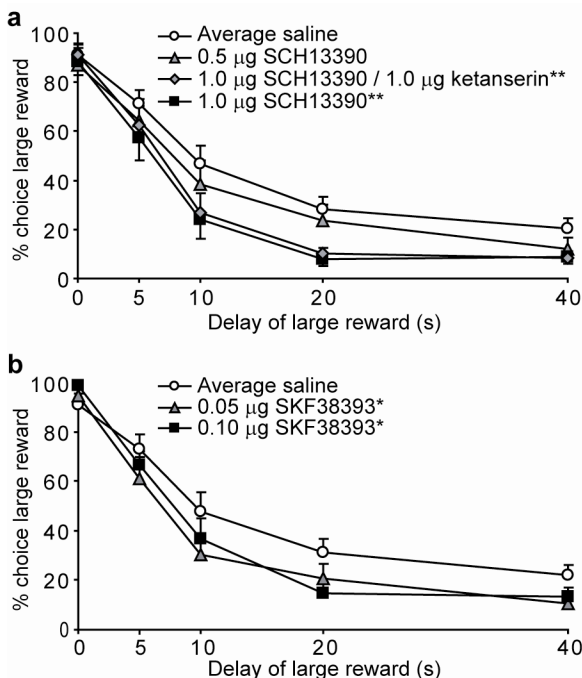 a
Average saline
0.5 μg SCH13390
1.0 μg SCH13390 / 1.0 μg ketanserin**
1.0 μg SCH13390**
% choice large reward
100
80
60
40
20
0
0 5 10 20 40
Delay of large reward (s)
b
Average saline
0.05 μg SKF38393*
0.10 μg SKF38393*
% choice large reward
100
80
60
40
20
0
0 5 10 20 40
Delay of large reward (s)